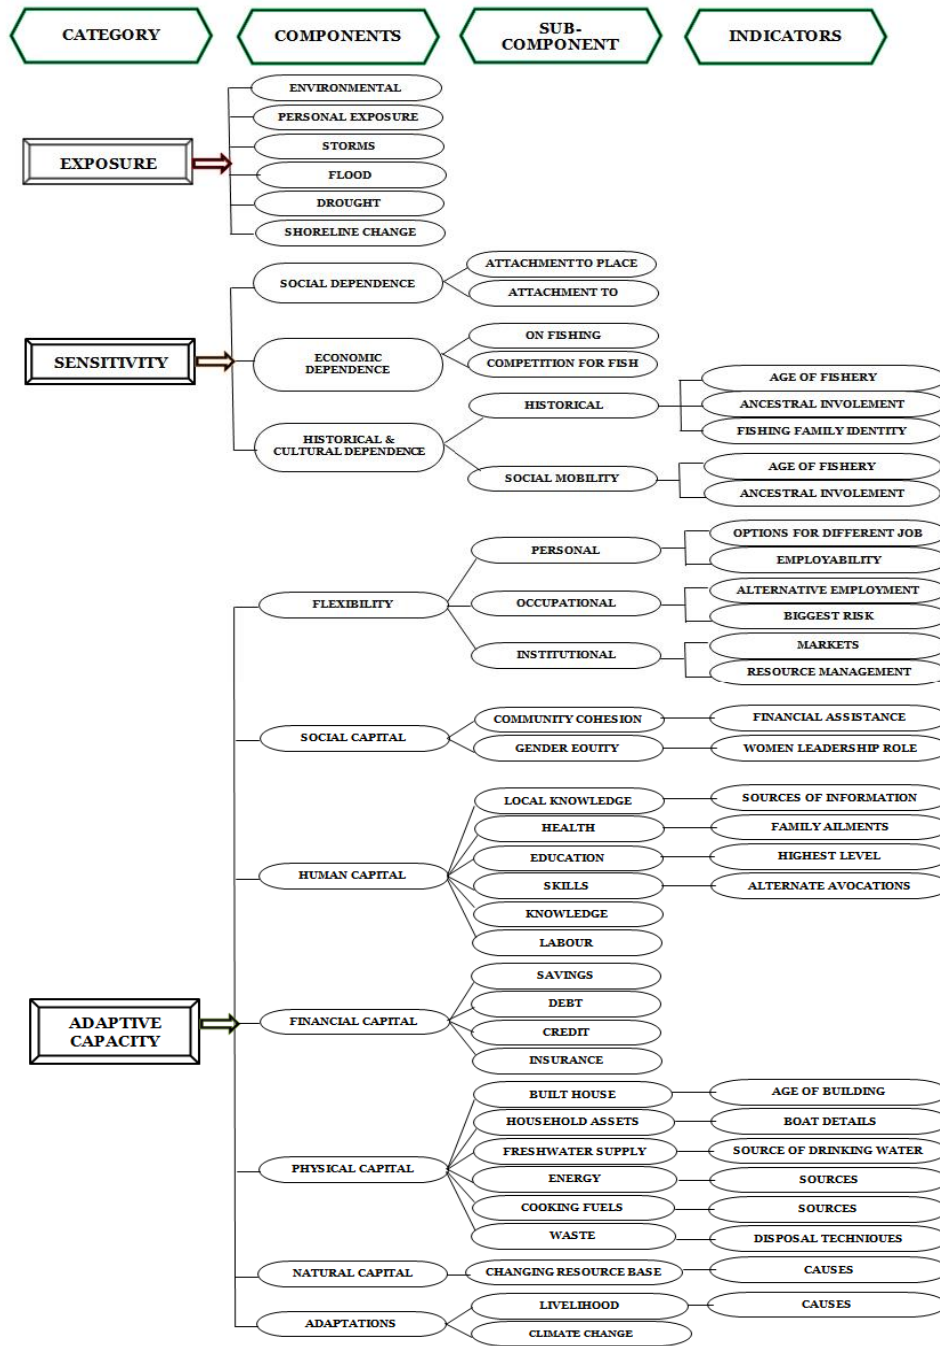 CATEGORY
COMPONENTS
SUB-
COMPONENT
INDICATORS
EXPOSURE
ENVIRONMENTAL
PERSONAL EXPOSURE
STORMS
FLOOD
DROUGHT
SHORELINE CHANGE
SENSITIVITY
SOCIAL DEPENDENCE
ATTACHMENT TO PLACE
ATTACHMENT TO
ECONOMIC
DEPENDENCE
ON FISHING
COMPETITION FOR FISH
HISTORICAL &
CULTURAL DEPENDENCE
HISTORICAL
AGE OF FISHERY
ANCESTRAL INVOLEMENT
FISHING FAMILY IDENTITY
SOCIAL MOBILITY
AGE OF FISHERY
ANCESTRAL INVOLEMENT
ADAPTIVE
CAPACITY
FLEXIBILITY
PERSONAL
OPTIONS FOR DIFFERENT JOB
EMPLOYABILITY
OCCUPATIONAL
ALTERNATIVE EMPLOYMENT
BIGGEST RISK
INSTITUTIONAL
MARKETS
RESOURCE MANAGEMENT
SOCIAL CAPITAL
COMMUNITY COHESION
FINANCIAL ASSISTANCE
GENDER EQUITY
WOMEN LEADERSHIP ROLE
HUMAN CAPITAL
LOCAL KNOWLEDGE
SOURCES OF INFORMATION
HEALTH
FAMILY AILMENTS
EDUCATION
HIGHEST LEVEL
SKILLS
ALTERNATE AVOCATIONS
KNOWLEDGE
LABOUR
FINANCIAL CAPITAL
SAVINGS
DEBT
CREDIT
INSURANCE
PHYSICAL CAPITAL
BUILT HOUSE
AGE OF BUILDING
HOUSEHOLD ASSETS
BOAT DETAILS
FRESHWATER SUPPLY
SOURCE OF DRINKING WATER
ENERGY
SOURCES
COOKING FUELS
SOURCES
WASTE
DISPOSAL TECHNIQUES
NATURAL CAPITAL
CHANGING RESOURCE BASE
CAUSES
ADAPTATIONS
LIVELIHOOD
CAUSES
CLIMATE CHANGE